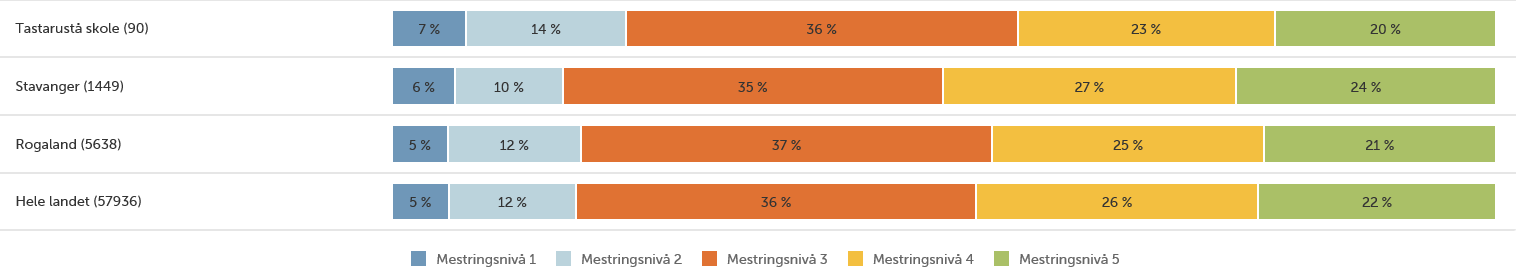 Tastarustå skole (90) 7 % 14 % 36 % 23 % 20 %
Stavanger (1449) 6 % 10 % 35 % 27 % 24 %
Rogaland (5638) 5 % 12 % 37 % 25 % 21 %
Hele landet (57936) 5 % 12 % 36 % 26 % 22 %
Mestringsnivå 1 Mestringsnivå 2 Mestringsnivå 3 Mestringsnivå 4 Mestringsnivå 5